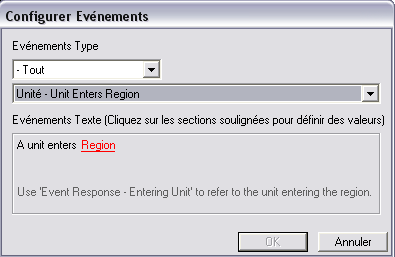 Configurer Evénements
Evénements Type
- Tout
Unité - Unit Enters Region
Evénements Texte (Cliquez sur les sections soulignées pour définir des valeurs)
A unit enters Region
Use 'Event Response - Entering Unit' to refer to the unit entering the region.
OK Annuler